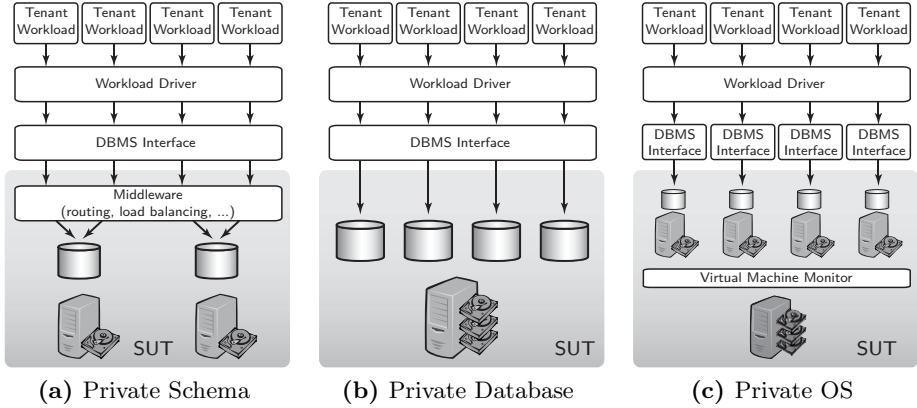 Tenant Workload
Tenant Workload
Tenant Workload
Tenant Workload
Workload Driver
DBMS Interface
Middleware
(routing, load balancing, ...)
SUT
(a) Private Schema
Tenant Workload
Tenant Workload
Tenant Workload
Tenant Workload
Workload Driver
DBMS Interface
SUT
(b) Private Database
Tenant Workload
Tenant Workload
Tenant Workload
Tenant Workload
Workload Driver
DBMS Interface
DBMS Interface
DBMS Interface
DBMS Interface
Virtual Machine Monitor
SUT
(c) Private OS